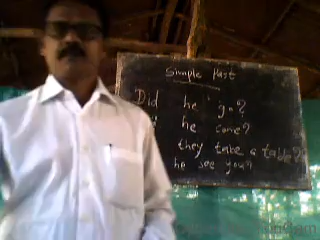 Simple Past
Did he go?
he come?
they take a table?
he see you?